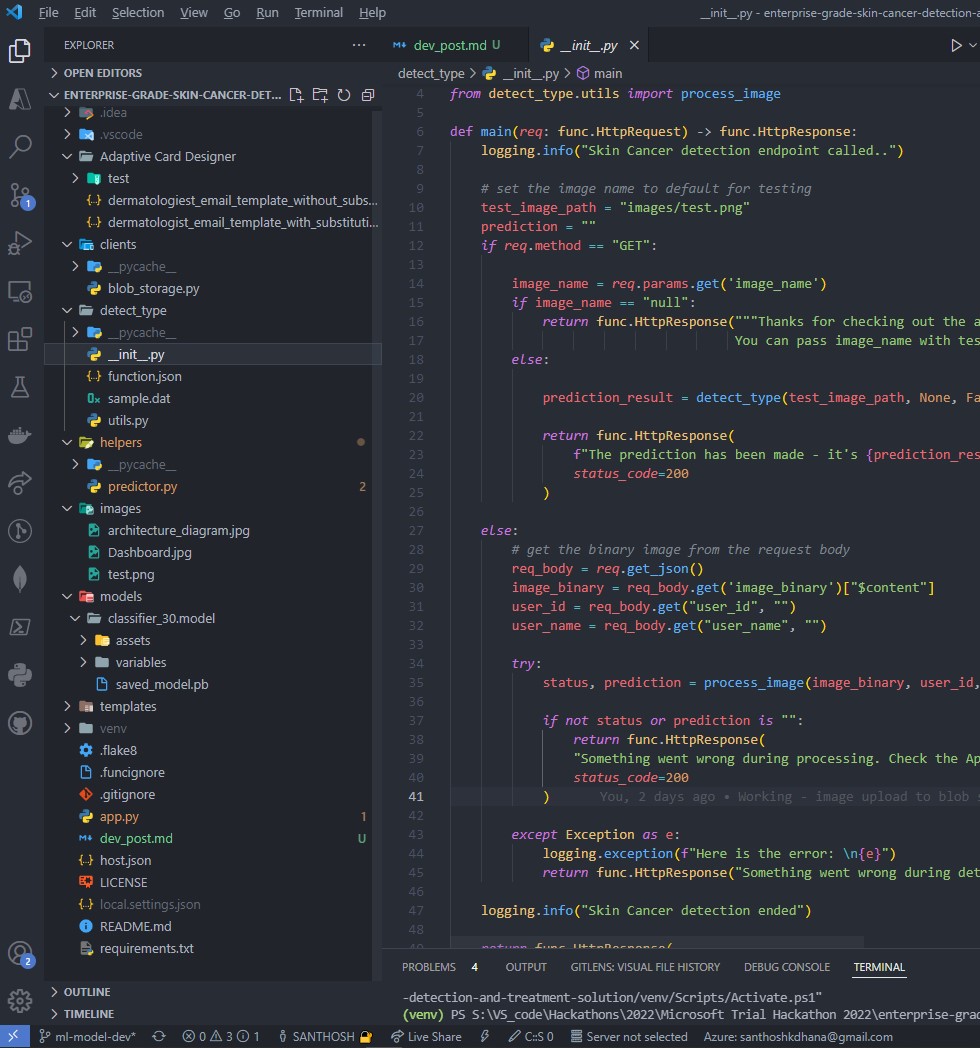 File Edit Selection View Go Run Terminal Help
__init__.py - enterprise-grade-skin-cancer-detection-a
EXPLORER
OPEN EDITORS
ENTERPRISE-GRADE-SKIN-CANCER-DET...
.idea
.vscode
Adaptive Card Designer
test
dermatologiest_email_template_without_subs...
dermatologist_email_template_with_substituti...
clients
__pycache__
blob_storage.py
detect_type
__pycache__
__init__.py
function.json
sample.dat
utils.py
helpers
__pycache__
predictor.py 2
images
architecture_diagram.jpg
Dashboard.jpg
test.png
models
classifier_30.model
assets
variables
saved_model.pb
templates
venv
.flake8
.funcignore
.gitignore
app.py 1
dev_post.md U
host.json
LICENSE
local.settings.json
README.md
requirements.txt
OUTLINE
TIMELINE
1
2
dev_post.md U
__init__.py
detect_type > __init__.py > main
4 from detect_type.utils import process_image
5
6 def main(req: func.HttpRequest) -> func.HttpResponse:
7 logging.info("Skin Cancer detection endpoint called..")
8
9 # set the image name to default for testing
10 test_image_path = "images/test.png"
11 prediction = ""
12 if req.method == "GET":
13
14 image_name = req.params.get('image_name')
15 if image_name == "null":
16 return func.HttpResponse("""Thanks for checking out the a
17 You can pass image_name with tes
18 else:
19
20 prediction_result = detect_type(test_image_path, None, Fa
21
22 return func.HttpResponse(
23 f"The prediction has been made - it's {prediction_res
24 status_code=200
25 )
26
27 else:
28 # get the binary image from the request body
29 req_body = req.get_json()
30 image_binary = req_body.get('image_binary')["$content"]
31 user_id = req_body.get("user_id", "")
32 user_name = req_body.get("user_name", "")
33
34 try:
35 status, prediction = process_image(image_binary, user_id,
36
37 if not status or prediction is "":
38 return func.HttpResponse(
39 "Something went wrong during processing. Check the Ap
40 status_code=200
41 ) You, 2 days ago • Working - image upload to blob s
42
43 except Exception as e:
44 logging.exception(f"Here is the error: \n{e}")
45 return func.HttpResponse("Something went wrong during det
46
47 logging.info("Skin Cancer detection ended")
48
49 return func.HttpResponse(
PROBLEMS 4 OUTPUT GITLENS: VISUAL FILE HISTORY DEBUG CONSOLE TERMINAL
-detection-and-treatment-solution/venv/Scripts/Activate.ps1"
(venv) PS S:\VS_code\Hackathons\2022\Microsoft Trial Hackathon 2022\enterprise-grad
ml-model-dev* 0 3 1 SANTHOSH Live Share C::S 0 Server not selected Azure: santhoshkdhana@gmail.com